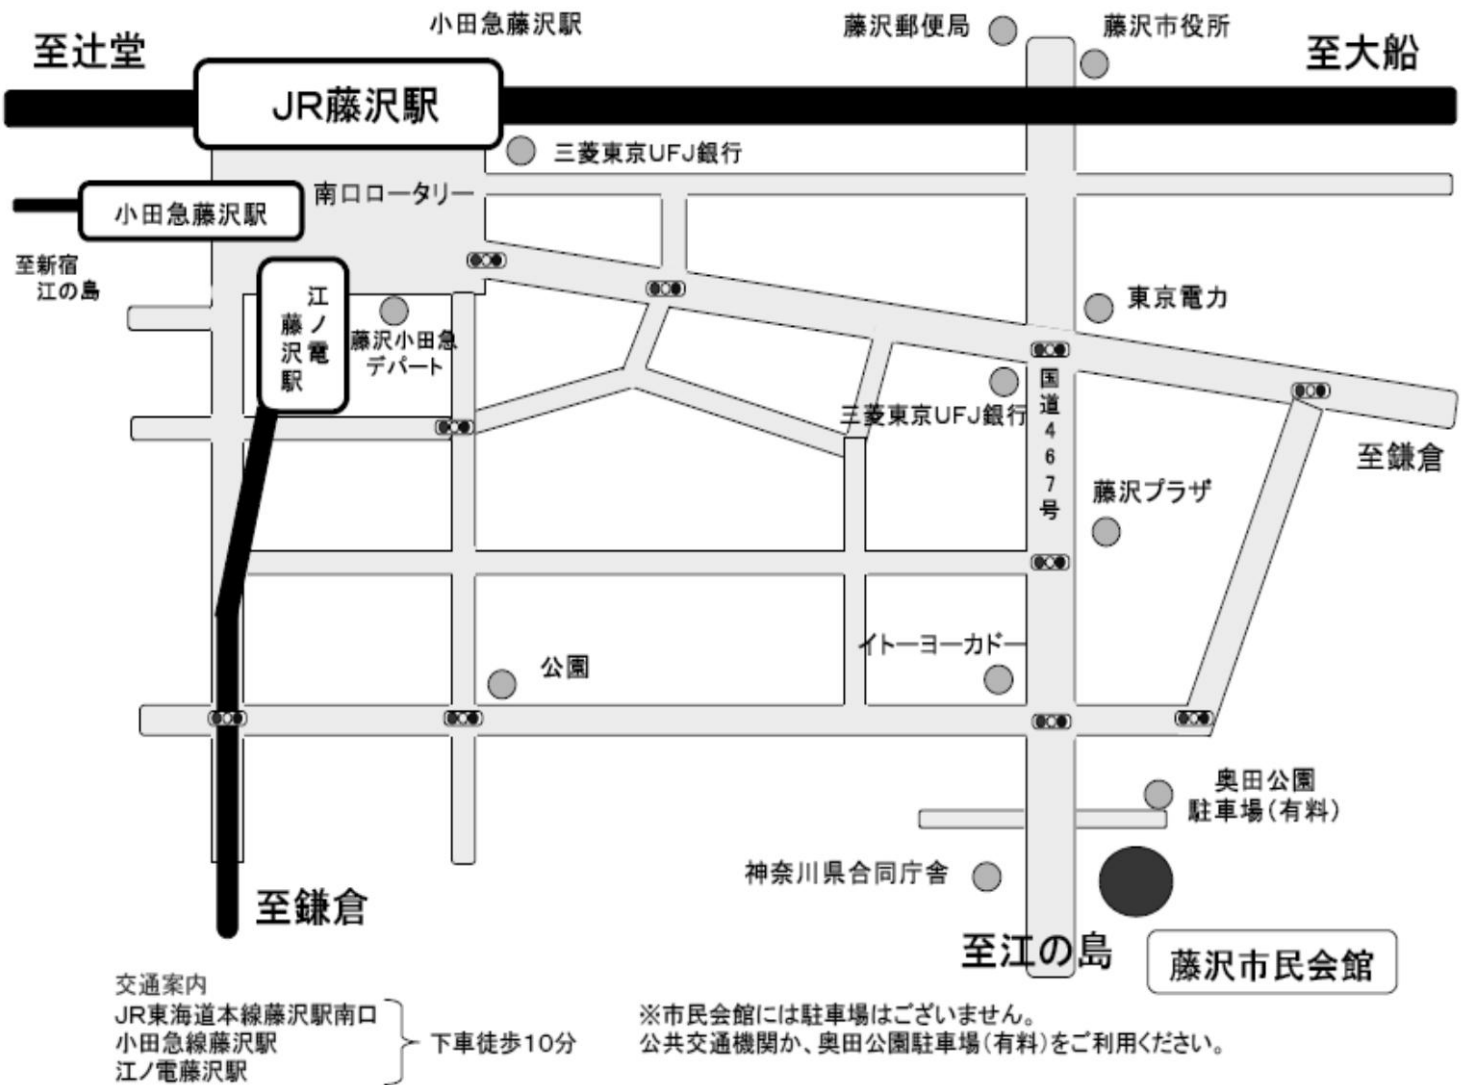 小田急藤沢駅
藤沢郵便局
藤沢市役所
至辻堂
至大船
JR藤沢駅
三菱東京UFJ銀行
南口ロータリー
小田急藤沢駅
至新宿
江の島
江ノ電
藤沢駅
藤沢小田急
デパート
東京電力
三菱東京UFJ銀行
国道467号
至鎌倉
藤沢プラザ
イトーヨーカドー
公園
奥田公園
駐車場(有料)
神奈川県合同庁舎
至鎌倉
至江の島
藤沢市民会館
交通案内
JR東海道本線藤沢駅南口
小田急線藤沢駅
江ノ電藤沢駅
下車徒歩10分
※市民会館には駐車場はございません。
公共交通機関か、奥田公園駐車場(有料)をご利用ください。